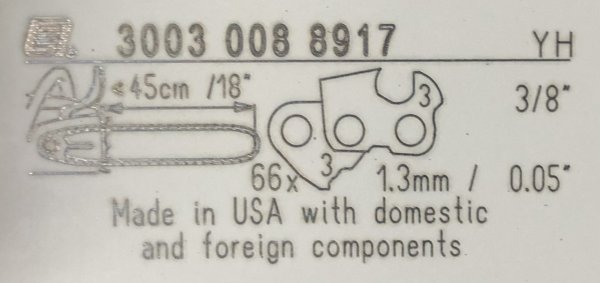 3003 008 8917 YH
≤45cm /18"
3 3/8"
3
66x 1.3mm / 0.05"
Made in USA with domestic
and foreign components